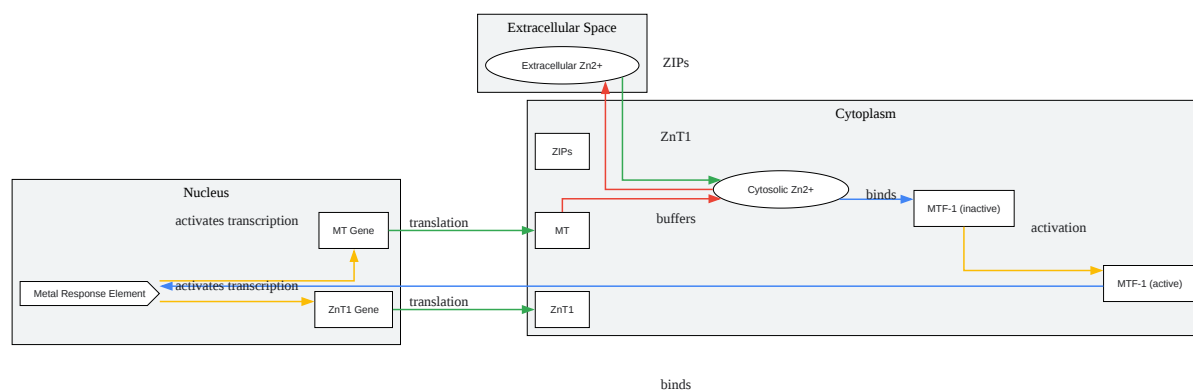 Extracellular Space
Extracellular Zn2+
ZIPs
Cytoplasm
ZnT1
ZIPs
Nucleus
Cytosolic Zn2+
binds
MTF-1 (inactive)
activates transcription
MT Gene
translation
MT
buffers
activation
Metal Response Element
activates transcription
MTF-1 (active)
ZnT1 Gene
translation
ZnT1
binds